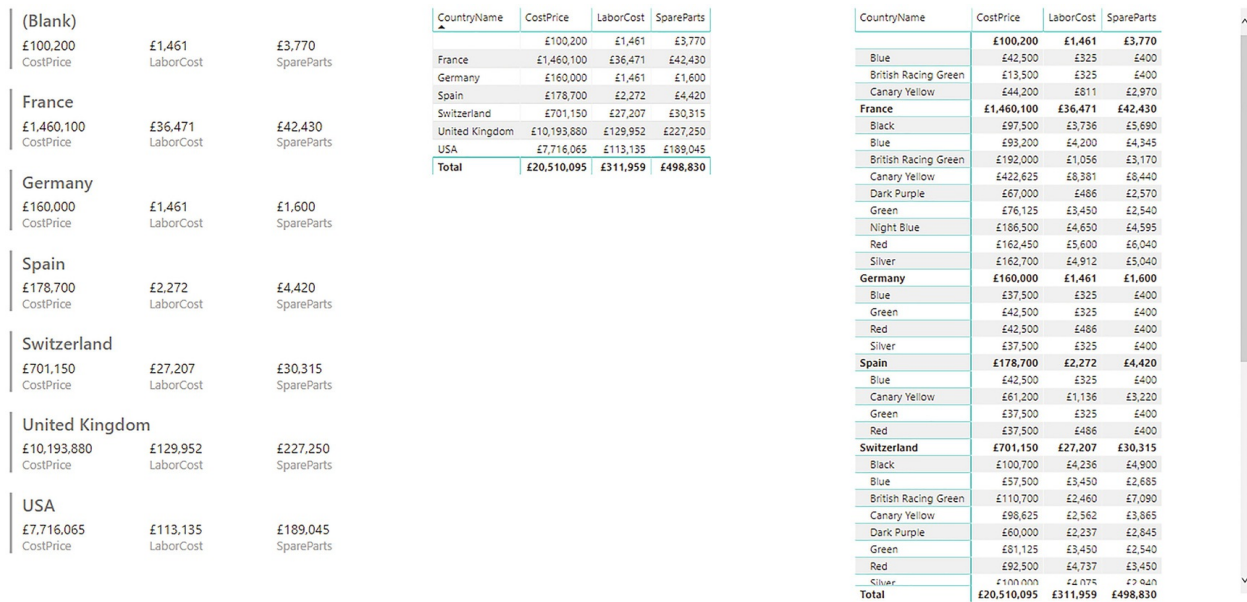 (Blank)
£100,200 £1,461 £3,770
CostPrice LaborCost SpareParts
France
£1,460,100 £36,471 £42,430
CostPrice LaborCost SpareParts
Germany
£160,000 £1,461 £1,600
CostPrice LaborCost SpareParts
Spain
£178,700 £2,272 £4,420
CostPrice LaborCost SpareParts
Switzerland
£701,150 £27,207 £30,315
CostPrice LaborCost SpareParts
United Kingdom
£10,193,880 £129,952 £227,250
CostPrice LaborCost SpareParts
USA
£7,716,065 £113,135 £189,045
CostPrice LaborCost SpareParts
CountryName CostPrice LaborCost SpareParts
£100,200 £1,461 £3,770
France £1,460,100 £36,471 £42,430
Germany £160,000 £1,461 £1,600
Spain £178,700 £2,272 £4,420
Switzerland £701,150 £27,207 £30,315
United Kingdom £10,193,880 £129,952 £227,250
USA £7,716,065 £113,135 £189,045
Total £20,510,095 £311,959 £498,830
CountryName CostPrice LaborCost SpareParts
£100,200 £1,461 £3,770
Blue £42,500 £325 £400
British Racing Green £13,500 £325 £400
Canary Yellow £44,200 £811 £2,970
France £1,460,100 £36,471 £42,430
Black £97,500 £3,736 £5,690
Blue £93,200 £4,200 £4,345
British Racing Green £192,000 £1,056 £3,170
Canary Yellow £422,625 £8,381 £8,440
Dark Purple £67,000 £486 £2,570
Green £76,125 £3,450 £2,540
Night Blue £186,500 £4,650 £4,595
Red £162,450 £5,600 £6,040
Silver £162,700 £4,912 £5,040
Germany £160,000 £1,461 £1,600
Blue £37,500 £325 £400
Green £42,500 £325 £400
Red £42,500 £486 £400
Silver £37,500 £325 £400
Spain £178,700 £2,272 £4,420
Blue £42,500 £325 £400
Canary Yellow £61,200 £1,136 £3,220
Green £37,500 £325 £400
Red £37,500 £486 £400
Switzerland £701,150 £27,207 £30,315
Black £100,700 £4,236 £4,900
Blue £57,500 £3,450 £2,685
British Racing Green £110,700 £2,460 £7,090
Canary Yellow £98,625 £2,562 £3,865
Dark Purple £60,000 £2,237 £2,845
Green £81,125 £3,450 £2,540
Red £92,500 £4,737 £3,450
Silver £100,000 £4,075 £2,940
Total £20,510,095 £311,959 £498,830